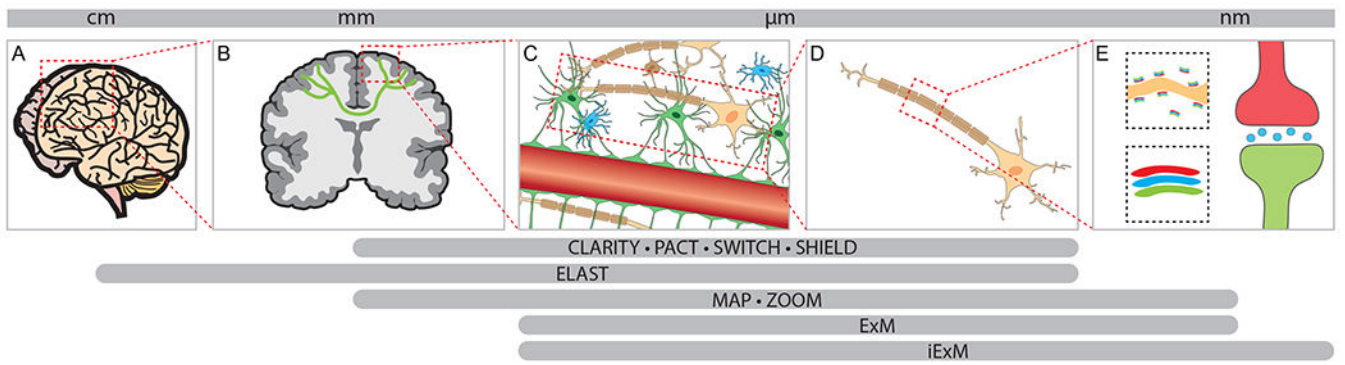 cm mm µm nm
A B C D E
CLARITY • PACT • SWITCH • SHIELD
ELAST
MAP • ZOOM
ExM
iExM